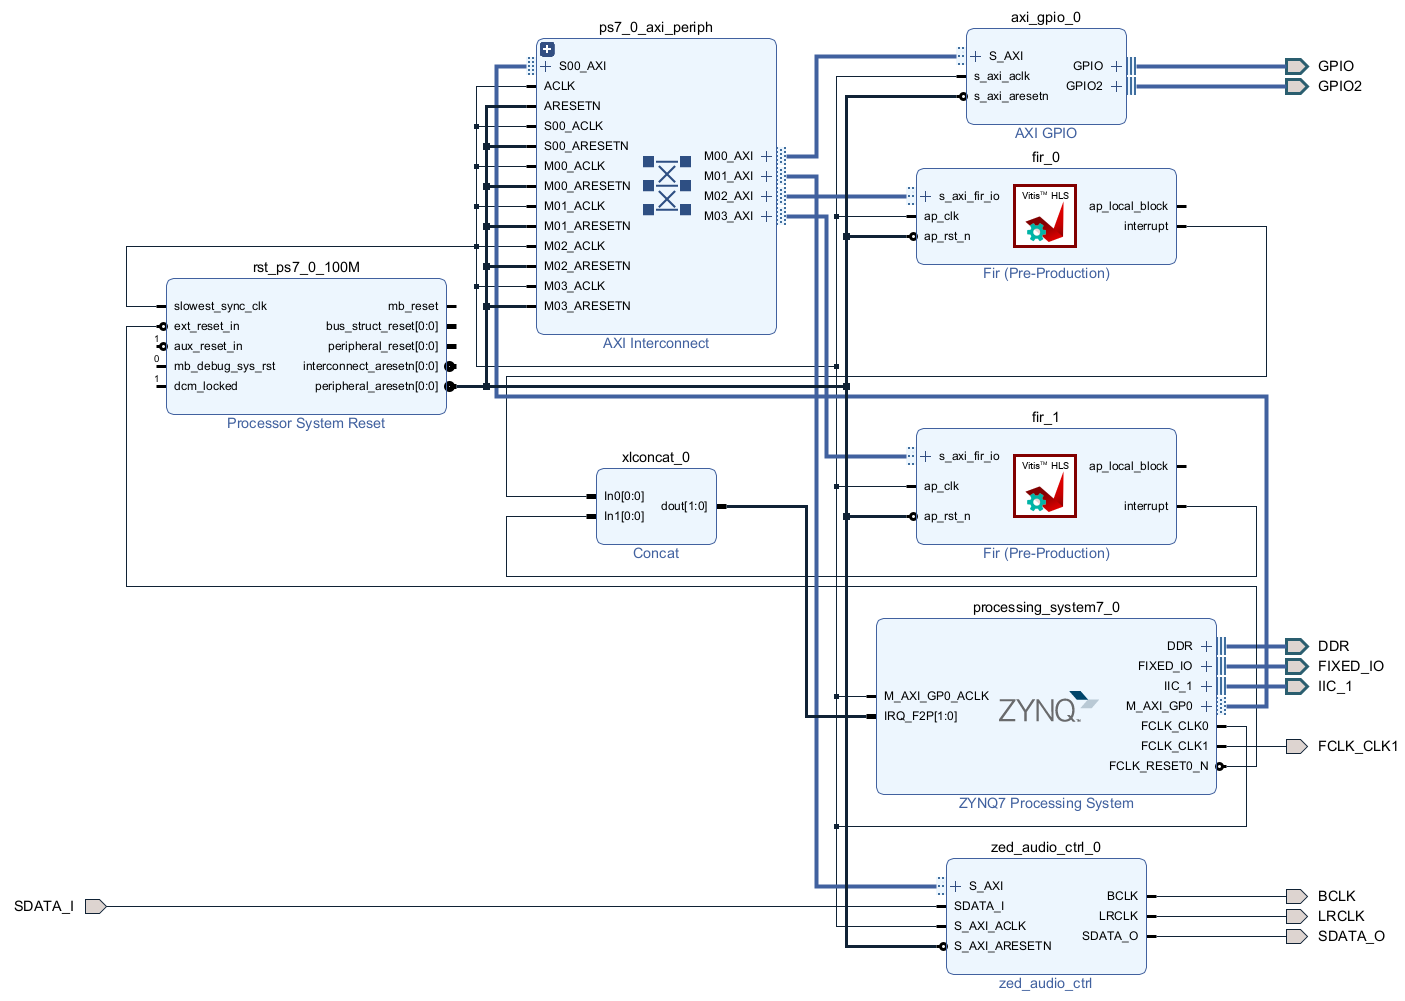 ps7_0_axi_periph
S00_AXI
ACLK
ARESETN
S00_ACLK
S00_ARESETN
M00_ACLK
M00_ARESETN
M01_ACLK
M01_ARESETN
M02_ACLK
M02_ARESETN
M03_ACLK
M03_ARESETN
M00_AXI
M01_AXI
M02_AXI
M03_AXI
AXI Interconnect
axi_gpio_0
S_AXI
s_axi_aclk
s_axi_aresetn
GPIO
GPIO2
AXI GPIO
GPIO
GPIO2
fir_0
s_axi_fir_io
ap_clk
ap_rst_n
Vitis™ HLS
ap_local_block
interrupt
Fir (Pre-Production)
rst_ps7_0_100M
slowest_sync_clk
ext_reset_in
1
aux_reset_in
0
mb_debug_sys_rst
1
dcm_locked
mb_reset
bus_struct_reset[0:0]
peripheral_reset[0:0]
interconnect_aresetn[0:0]
peripheral_aresetn[0:0]
Processor System Reset
xlconcat_0
In0[0:0]
In1[0:0]
dout[1:0]
Concat
fir_1
s_axi_fir_io
ap_clk
ap_rst_n
Vitis™ HLS
ap_local_block
interrupt
Fir (Pre-Production)
processing_system7_0
M_AXI_GP0_ACLK
IRQ_F2P[1:0]
ZYNQ™
DDR
FIXED_IO
IIC_1
M_AXI_GP0
FCLK_CLK0
FCLK_CLK1
FCLK_RESET0_N
ZYNQ7 Processing System
DDR
FIXED_IO
IIC_1
FCLK_CLK1
zed_audio_ctrl_0
S_AXI
SDATA_I
S_AXI_ACLK
S_AXI_ARESETN
BCLK
LRCLK
SDATA_O
zed_audio_ctrl
SDATA_I
BCLK
LRCLK
SDATA_O